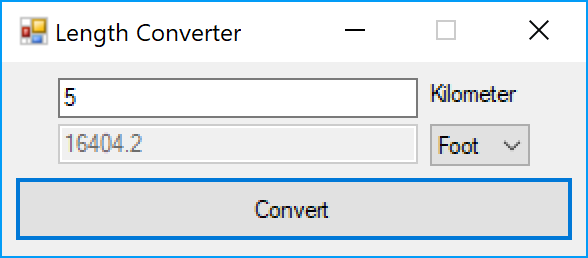 Length Converter
5 Kilometer
16404.2 Foot
Convert